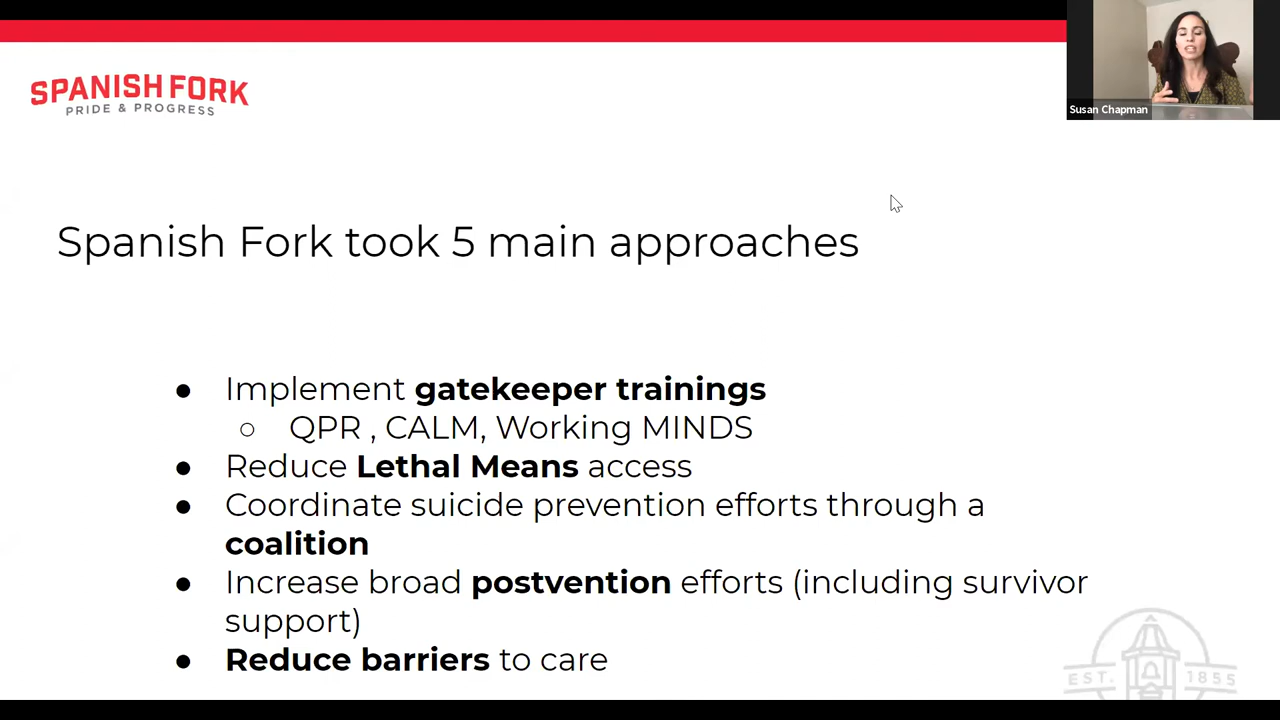 SPANISH FORK
PRIDE & PROGRESS
Susan Chapman
Spanish Fork took 5 main approaches
● Implement gatekeeper trainings
○ QPR , CALM, Working MINDS
● Reduce Lethal Means access
● Coordinate suicide prevention efforts through a
coalition
● Increase broad postvention efforts (including survivor
support)
● Reduce barriers to care
EST. 1855